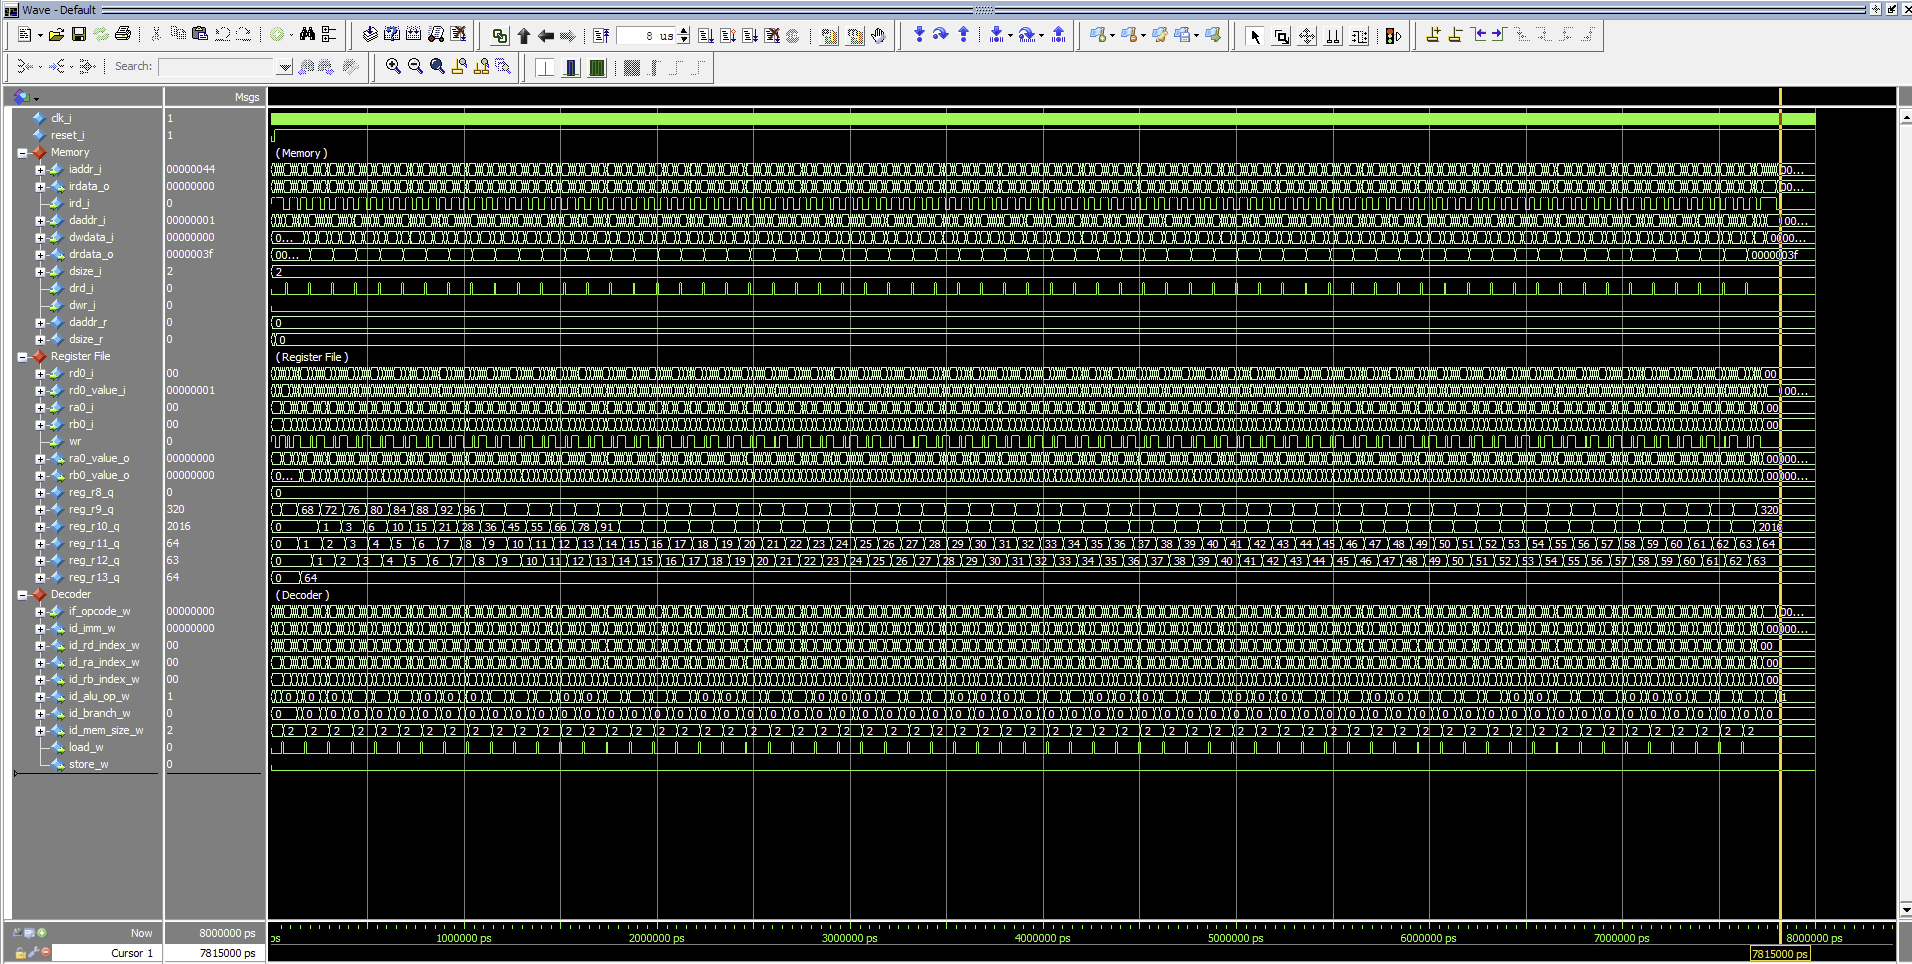 Wave - Default
8 us
Search:
Msgs
clk_i 1
reset_i 1
Memory (Memory)
iaddr_i 00000044 00...
irdata_o 00000000 00...
ird_i 0
daddr_i 00000001 00...
dwdata_i 00000000 0... 0000...
drdata_o 0000003f 00... 0000003f
dsize_i 2 2
drd_i 0
dwr_i 0
daddr_r 0 0
dsize_r 0 0
Register File (Register File)
rd0_i 00 00
rd0_value_i 00000001 00...
ra0_i 00 00
rb0_i 00 00
wr 0
ra0_value_o 00000000 00000...
rb0_value_o 00000000 0... 00000...
reg_r8_q 0 0
reg_r9_q 320 68 72 76 80 84 88 92 96 320
reg_r10_q 2016 0 1 3 6 10 15 21 28 36 45 55 66 78 91 2016
reg_r11_q 64 0 1 2 3 4 5 6 7 8 9 10 11 12 13 14 15 16 17 18 19 20 21 22 23 24 25 26 27 28 29 30 31 32 33 34 35 36 37 38 39 40 41 42 43 44 45 46 47 48 49 50 51 52 53 54 55 56 57 58 59 60 61 62 63 64
reg_r12_q 63 0 1 2 3 4 5 6 7 8 9 10 11 12 13 14 15 16 17 18 19 20 21 22 23 24 25 26 27 28 29 30 31 32 33 34 35 36 37 38 39 40 41 42 43 44 45 46 47 48 49 50 51 52 53 54 55 56 57 58 59 60 61 62 63
reg_r13_q 64 0 64
Decoder (Decoder)
if_opcode_w 00000000 00...
id_imm_w 00000000 00000...
id_rd_index_w 00 00
id_ra_index_w 00 00
id_rb_index_w 00 00
id_alu_op_w 1
id_branch_w 0
id_mem_size_w 2
load_w 0
store_w 0
Now 8000000 ps ps 1000000 ps 2000000 ps 3000000 ps 4000000 ps 5000000 ps 6000000 ps 7000000 ps 8000000 ps
Cursor 1 7815000 ps 7815000 ps